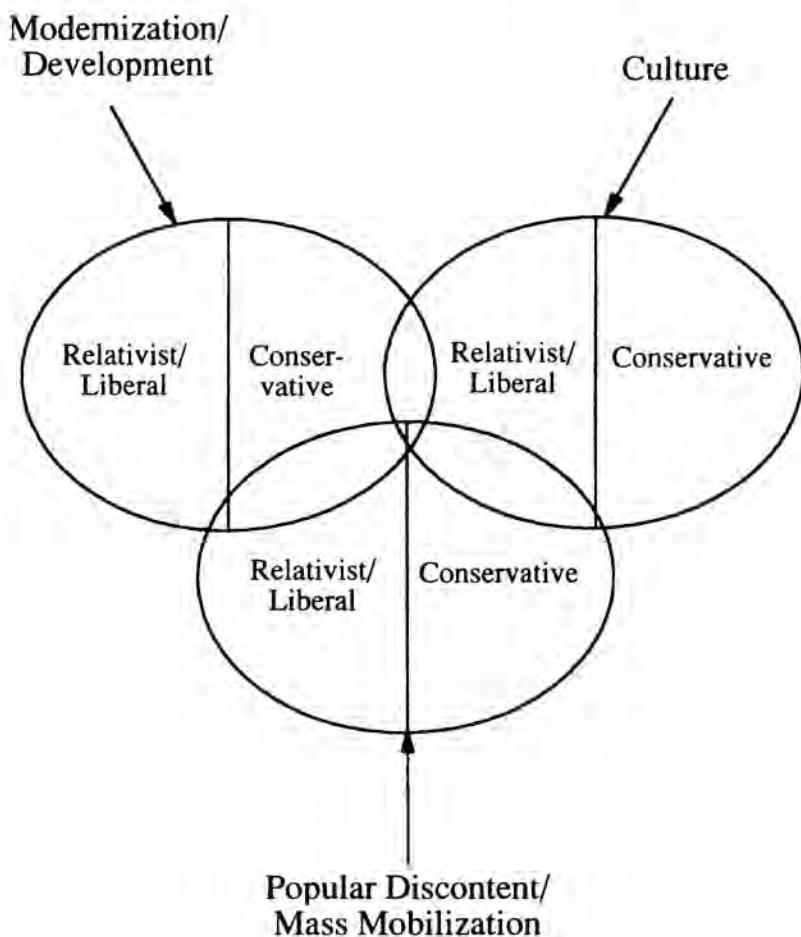 Modernization/
Development
Culture
Relativist/
Liberal
Conser-
vative
Relativist/
Liberal
Conservative
Relativist/
Liberal
Conservative
Popular Discontent/
Mass Mobilization